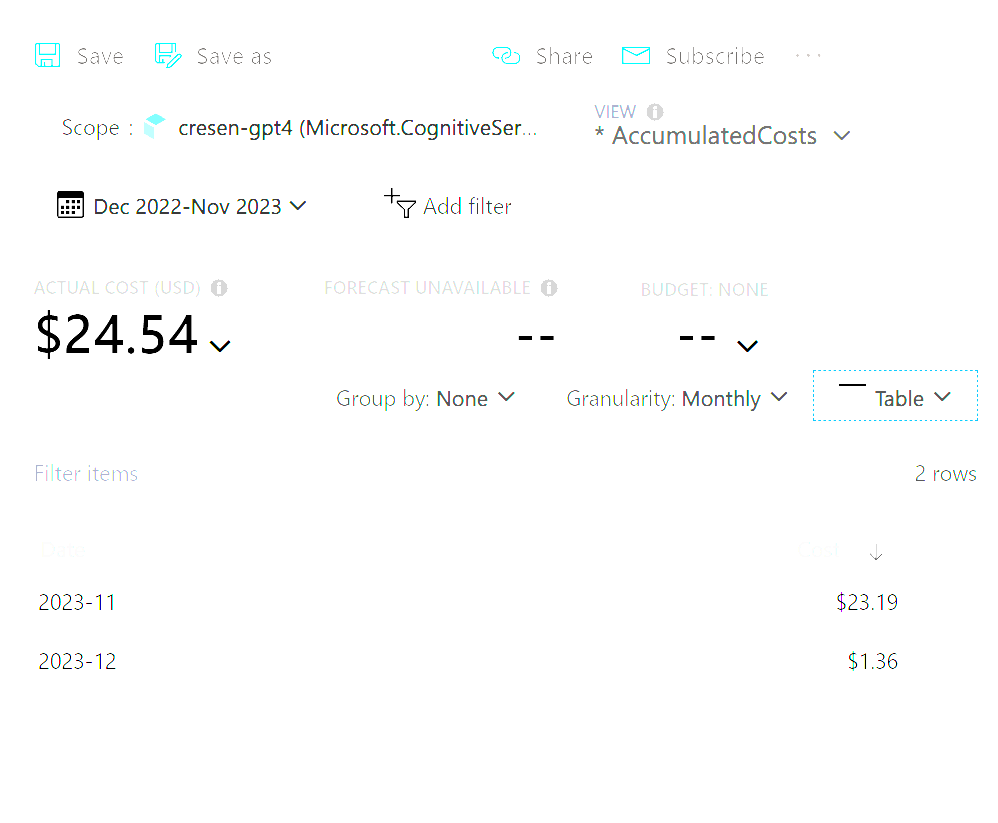 Save Save as Share Subscribe ...
Scope : cresen-gpt4 (Microsoft.CognitiveSer...
VIEW
* AccumulatedCosts
Dec 2022-Nov 2023 Add filter
ACTUAL COST (USD) FORECAST UNAVAILABLE BUDGET: NONE
$24.54 -- --
Group by: None Granularity: Monthly Table
Filter items 2 rows
Date Cost
2023-11 $23.19
2023-12 $1.36